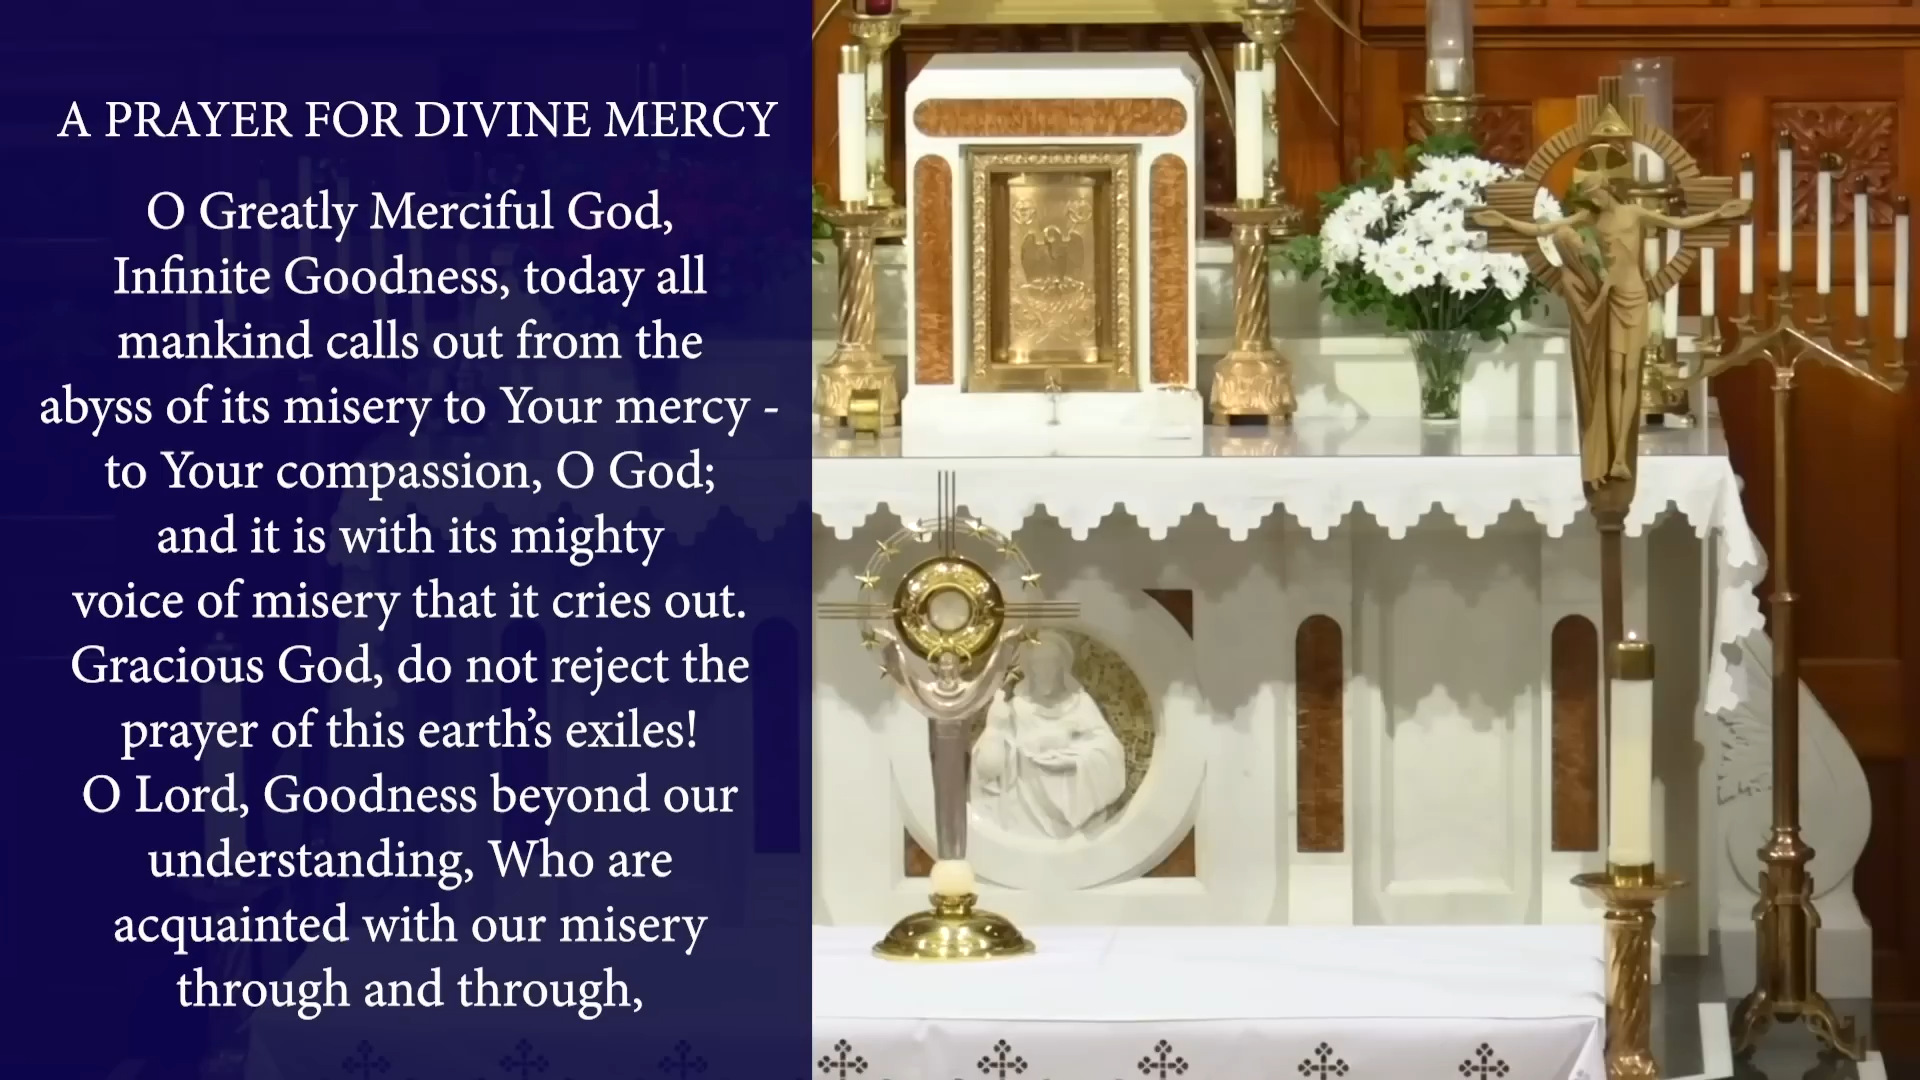 A PRAYER FOR DIVINE MERCY
O Greatly Merciful God,
Infinite Goodness, today all
mankind calls out from the
abyss of its misery to Your mercy -
to Your compassion, O God;
and it is with its mighty
voice of misery that it cries out.
Gracious God, do not reject the
prayer of this earth’s exiles!
O Lord, Goodness beyond our
understanding, Who are
acquainted with our misery
through and through,